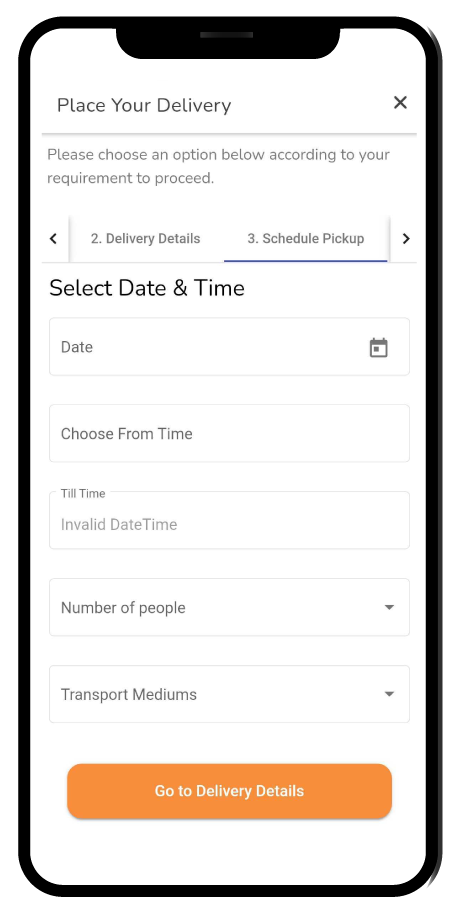 Place Your Delivery
Please choose an option below according to your
requirement to proceed.
2. Delivery Details
3. Schedule Pickup
Select Date & Time
Date
Choose From Time
Till Time
Invalid DateTime
Number of people
Transport Mediums
Go to Delivery Details